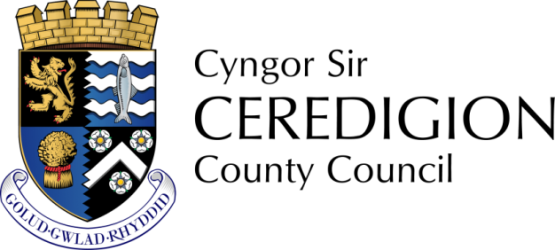 Cyngor Sir
CEREDIGION
County Council
GOLUD·GWLAD·RHYDDID